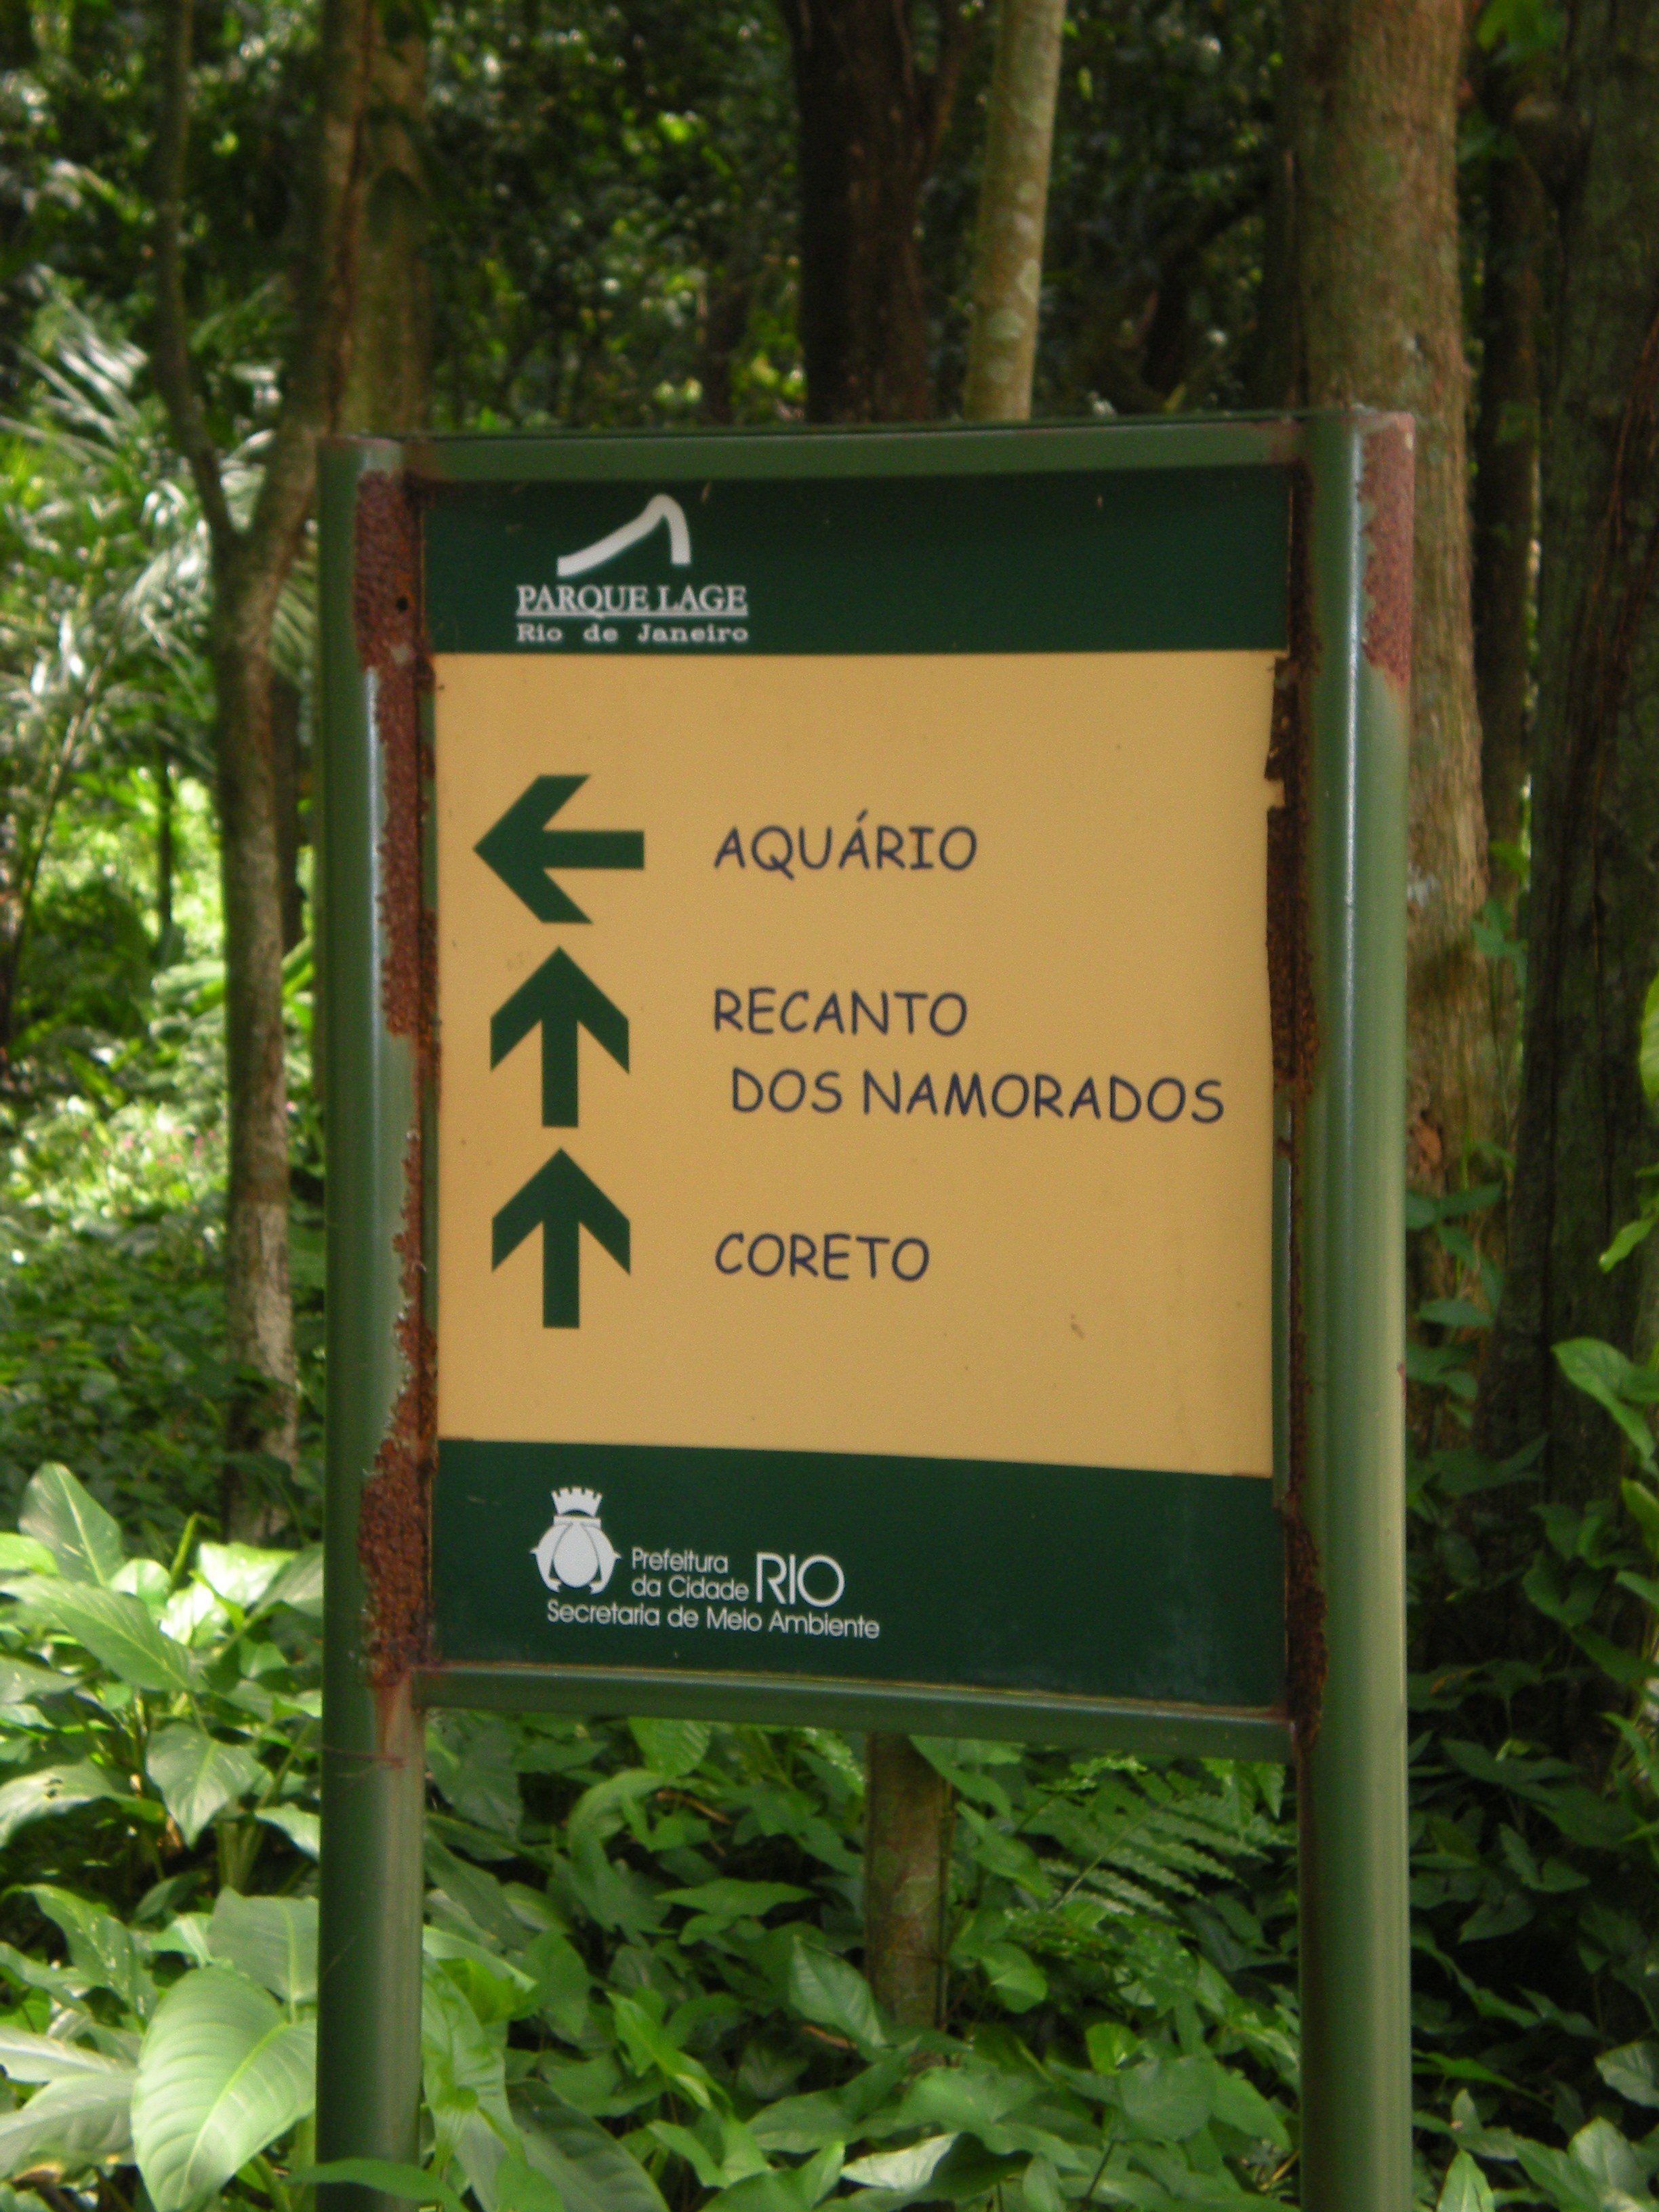 PARQUE LAGE
Rio de Janeiro
AQUÁRIO
RECANTO
DOS NAMORADOS
CORETO
Prefeitura
da Cidade RIO
Secretaria de Meio Ambiente